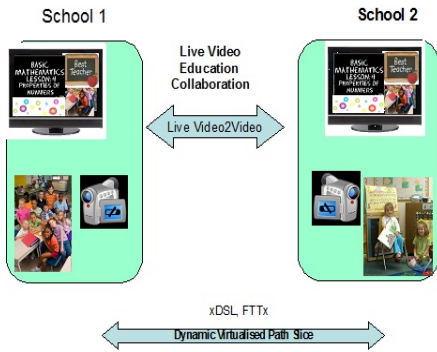 School 1
School 2
Live Video
Education
Collaboration
BASIC
MATHEMATICS
LESSON 4
PROPERTIES OF
NUMBERS
Best
Teacher
BASIC
MATHEMATICS
LESSON 4
PROPERTIES OF
NUMBERS
Best
Teacher
Live Video2Video
xDSL, FTTx
Dynamic Virtualised Path Slice